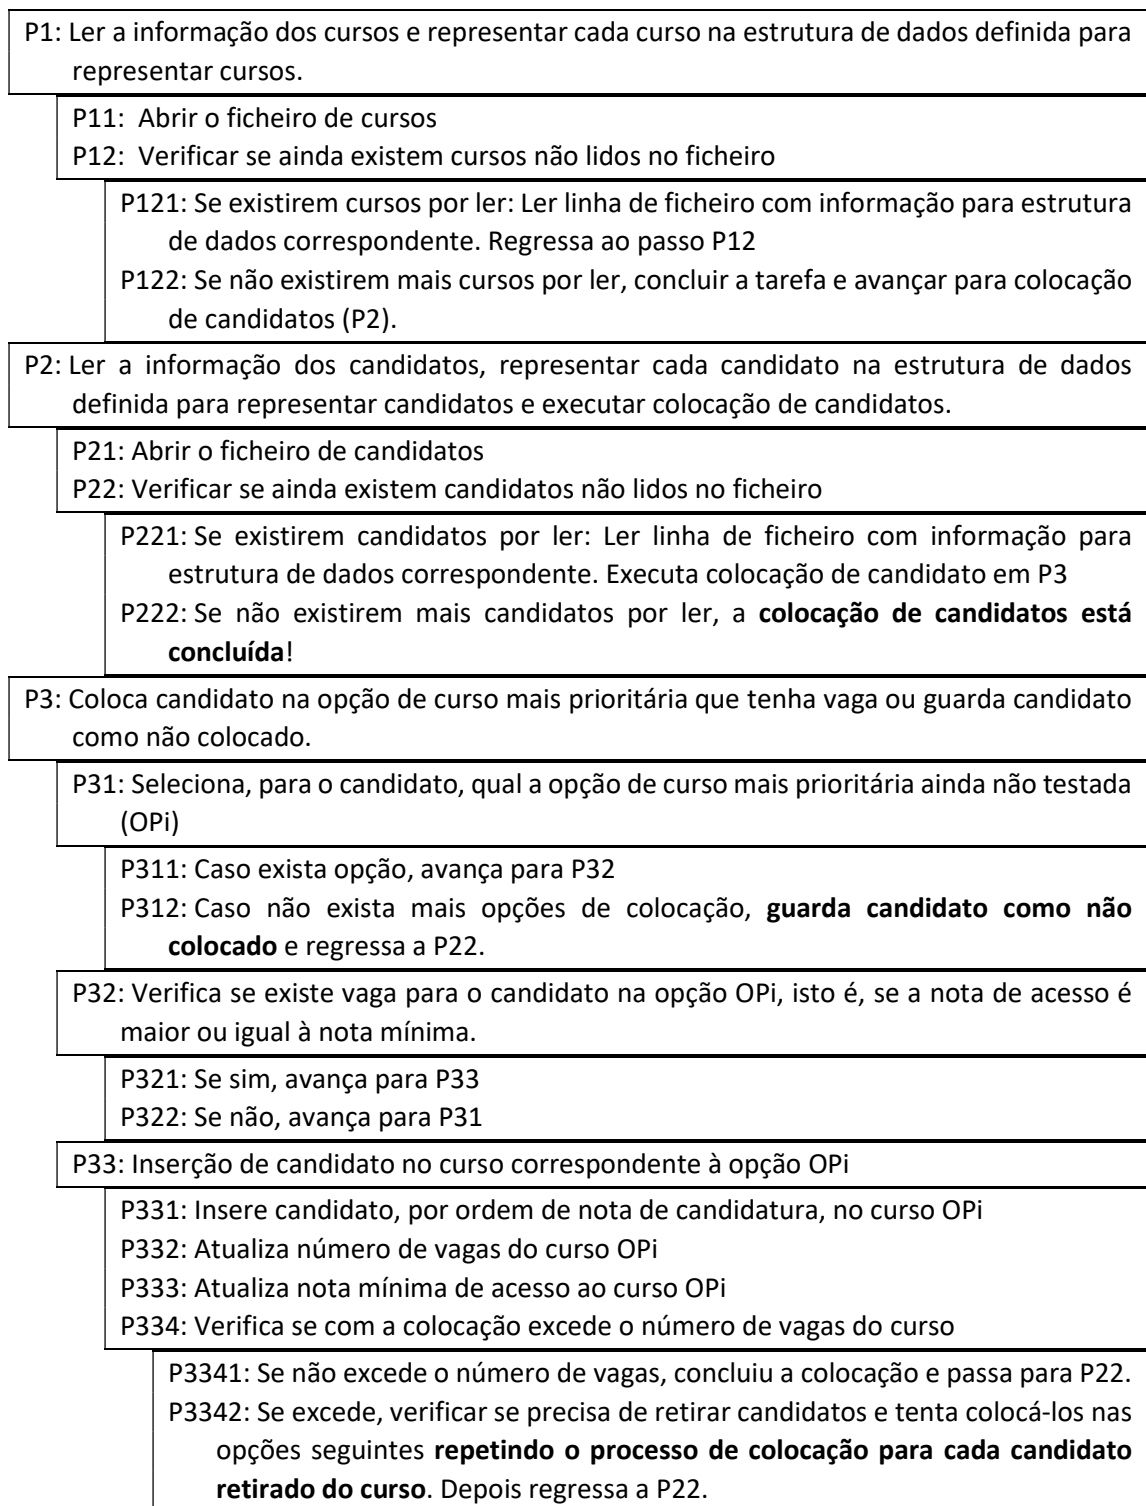 P1: Ler a informação dos cursos e representar cada curso na estrutura de dados definida para
representar cursos.
P11: Abrir o ficheiro de cursos
P12: Verificar se ainda existem cursos não lidos no ficheiro
P121: Se existirem cursos por ler: Ler linha de ficheiro com informação para estrutura
de dados correspondente. Regressa ao passo P12
P122: Se não existirem mais cursos por ler, concluir a tarefa e avançar para colocação
de candidatos (P2).
P2: Ler a informação dos candidatos, representar cada candidato na estrutura de dados
definida para representar candidatos e executar colocação de candidatos.
P21: Abrir o ficheiro de candidatos
P22: Verificar se ainda existem candidatos não lidos no ficheiro
P221: Se existirem candidatos por ler: Ler linha de ficheiro com informação para
estrutura de dados correspondente. Executa colocação de candidato em P3
P222: Se não existirem mais candidatos por ler, a colocação de candidatos está
concluída!
P3: Coloca candidato na opção de curso mais prioritária que tenha vaga ou guarda candidato
como não colocado.
P31: Seleciona, para o candidato, qual a opção de curso mais prioritária ainda não testada
(OPi)
P311: Caso exista opção, avança para P32
P312: Caso não exista mais opções de colocação, guarda candidato como não
colocado e regressa a P22.
P32: Verifica se existe vaga para o candidato na opção OPi, isto é, se a nota de acesso é
maior ou igual à nota mínima.
P321: Se sim, avança para P33
P322: Se não, avança para P31
P33: Inserção de candidato no curso correspondente à opção OPi
P331: Insere candidato, por ordem de nota de candidatura, no curso OPi
P332: Atualiza número de vagas do curso OPi
P333: Atualiza nota mínima de acesso ao curso OPi
P334: Verifica se com a colocação excede o número de vagas do curso
P3341: Se não excede o número de vagas, concluiu a colocação e passa para P22.
P3342: Se excede, verificar se precisa de retirar candidatos e tenta colocá-los nas
opções seguintes repetindo o processo de colocação para cada candidato
retirado do curso. Depois regressa a P22.